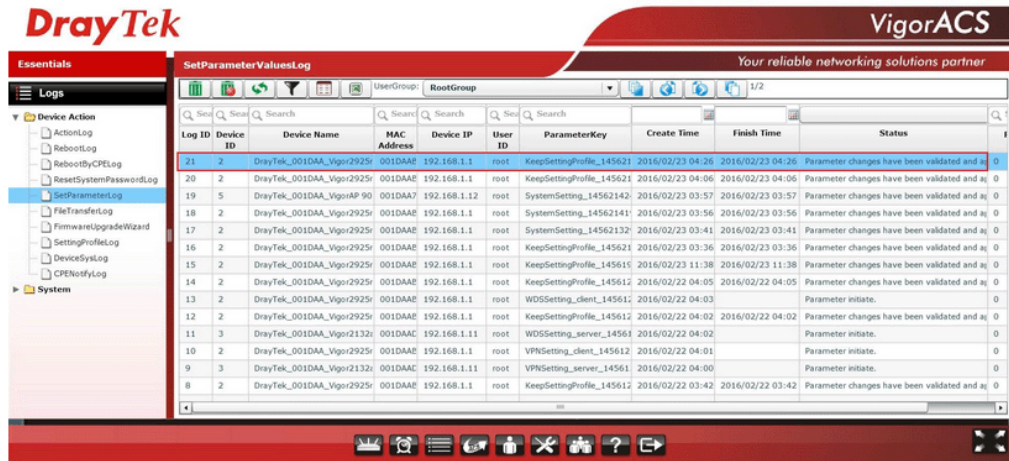 DrayTek
VigorACS
Essentials
SetParameterValuesLog
Your reliable networking solutions partner
Logs
UserGroup: RootGroup 1/2
Device Action
ActionLog
RebootLog
RebootByCPELog
ResetSystemPasswordLog
SetParameterLog
FileTransferLog
FirmwareUpgradeWizard
SettingProfileLog
DeviceSysLog
CPENotifyLog
System
Search Search Search
Log ID Device ID Device Name MAC Address Device IP User ID ParameterKey Create Time Finish Time Status
21 2 DrayTek_001DAA_Vigor2925 001DAA 192.168.1.1 root KeepSettingProfile_145621 2016/02/23 04:26 2016/02/23 04:26 Parameter changes have been validated and 0
20 2 DrayTek_001DAA_Vigor2925 001DAA 192.168.1.1 root KeepSettingProfile_145621 2016/02/23 04:06 2016/02/23 04:06 Parameter changes have been validated and 0
19 5 DrayTek_001DAA_VigorAP 90 001DAA7 192.168.1.12 root SystemSetting_14562142 2016/02/23 03:57 2016/02/23 03:57 Parameter changes have been validated and 0
18 2 DrayTek_001DAA_Vigor2925 001DAA 192.168.1.1 root SystemSetting_14562141 2016/02/23 03:56 2016/02/23 03:56 Parameter changes have been validated and 0
17 2 DrayTek_001DAA_Vigor2925 001DAA 192.168.1.1 root SystemSetting_14562132 2016/02/23 03:41 2016/02/23 03:41 Parameter changes have been validated and 0
16 2 DrayTek_001DAA_Vigor2925 001DAA 192.168.1.1 root KeepSettingProfile_145621 2016/02/23 03:36 2016/02/23 03:36 Parameter changes have been validated and 0
15 2 DrayTek_001DAA_Vigor2925 001DAA 192.168.1.1 root KeepSettingProfile_145619 2016/02/23 11:38 2016/02/23 11:38 Parameter changes have been validated and 0
14 2 DrayTek_001DAA_Vigor2925 001DAA 192.168.1.1 root KeepSettingProfile_145612 2016/02/22 04:05 2016/02/22 04:05 Parameter changes have been validated and 0
13 2 DrayTek_001DAA_Vigor2925 001DAA 192.168.1.1 root WDSSetting_client_145612 2016/02/22 04:03 Parameter initiate. 0
12 2 DrayTek_001DAA_Vigor2925 001DAA 192.168.1.1 root KeepSettingProfile_145612 2016/02/22 04:02 2016/02/22 04:02 Parameter changes have been validated and 0
11 3 DrayTek_001DAA_Vigor2132 001DAA 192.168.1.11 root WDSSetting_server_14561 2016/02/22 04:02 Parameter initiate. 0
10 2 DrayTek_001DAA_Vigor2925 001DAA 192.168.1.1 root VPNSetting_client_145612 2016/02/22 04:01 Parameter initiate. 0
9 3 DrayTek_001DAA_Vigor2132 001DAA 192.168.1.11 root VPNSetting_server_14561 2016/02/22 04:00 Parameter initiate. 0
8 2 DrayTek_001DAA_Vigor2925 001DAA 192.168.1.1 root KeepSettingProfile_14561 2016/02/22 03:42 2016/02/22 03:42 Parameter changes have been validated and 0